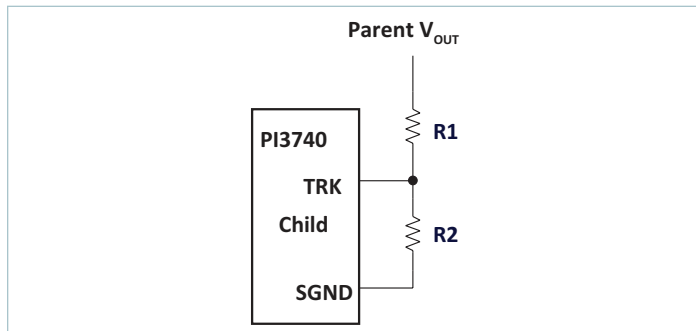 Parent VOUT
PI3740
R1
TRK
Child
R2
SGND